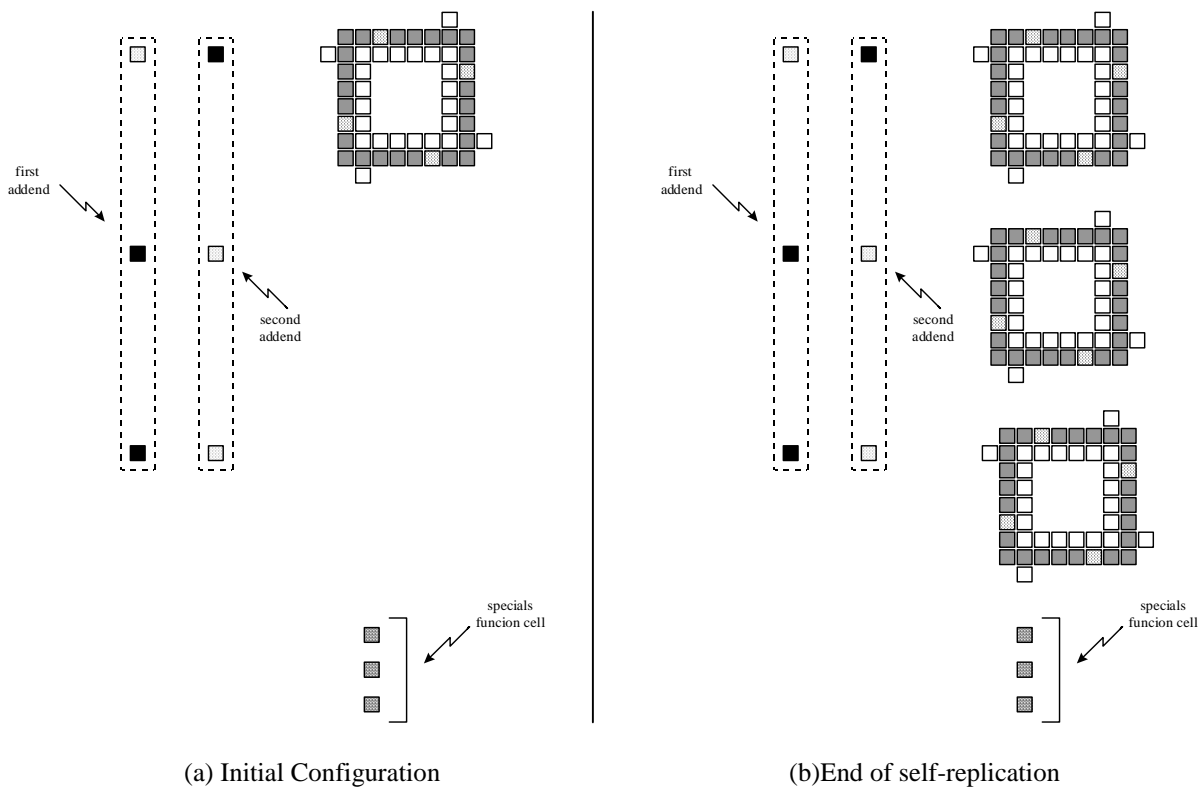 first
addend
second
addend
specials
funcion cell
(a) Initial Configuration
first
addend
second
addend
specials
funcion cell
(b)End of self-replication